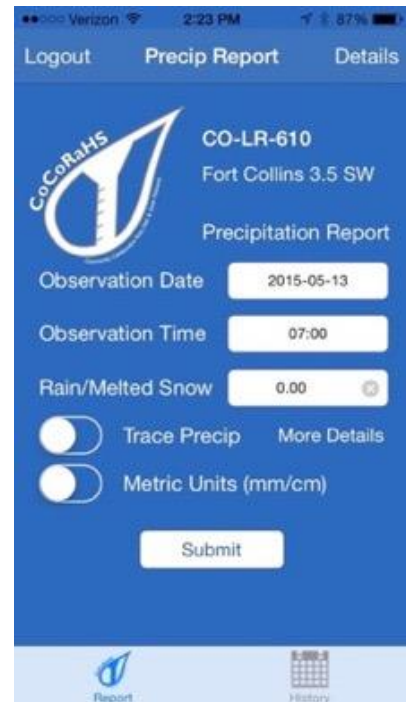 Verizon 2:23 PM 87%
Logout Precip Report Details
CoCoRaHS
CO-LR-610
Fort Collins 3.5 SW
Precipitation Report
Observation Date 2015-05-13
Observation Time 07:00
Rain/Melted Snow 0.00
Trace Precip More Details
Metric Units (mm/cm)
Submit
Report History